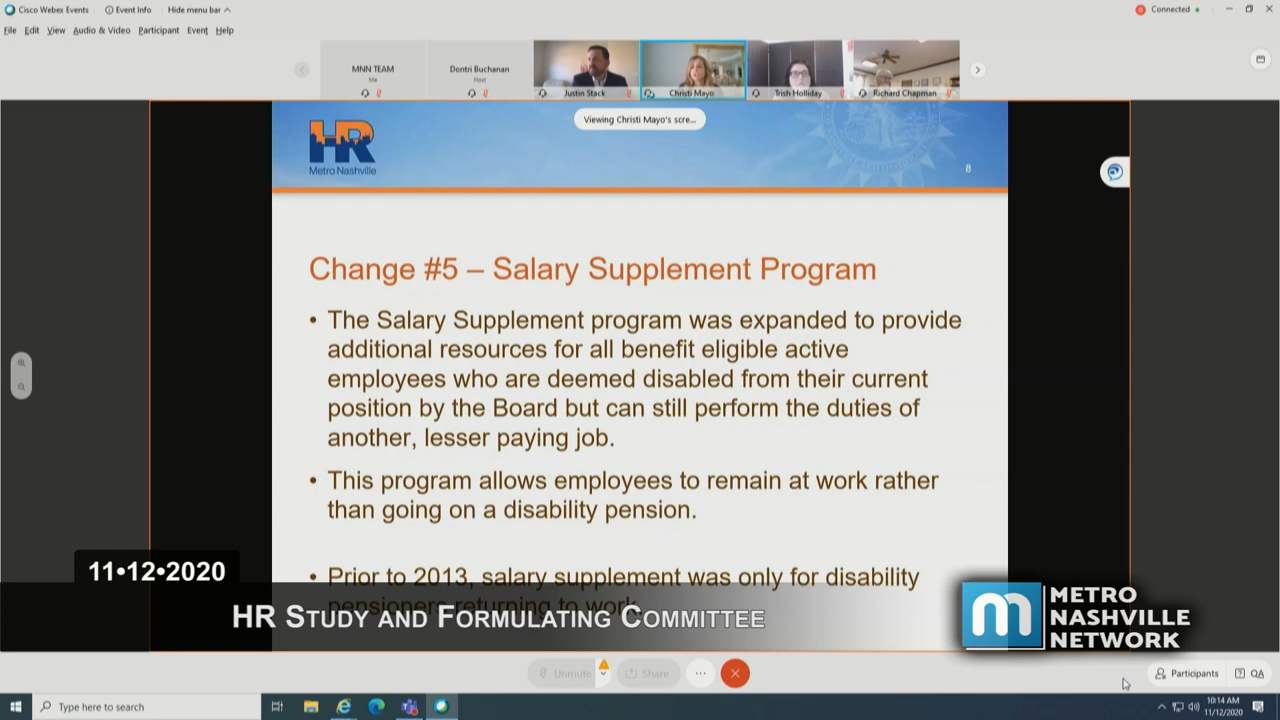 Cisco Webex Events
Event Info
Hide menu bar
Connected
File Edit View Audio & Video Participant Event Help
MNN TEAM
Me
Dontri Buchanan
Host
Justin Stack
Christi Mayo
Trish Holliday
Richard Chapman
Viewing Christi Mayo's scre...
HR
Metro Nashville
8
Change #5 – Salary Supplement Program
• The Salary Supplement program was expanded to provide
additional resources for all benefit eligible active
employees who are deemed disabled from their current
position by the Board but can still perform the duties of
another, lesser paying job.
• This program allows employees to remain at work rather
than going on a disability pension.
• Prior to 2013, salary supplement was only for disability
pensioners returning to work.
11•12•2020
HR STUDY AND FORMULATING COMMITTEE
m
METRO
NASHVILLE
NETWORK
Unmute
Share
Participants
Q&A
Type here to search
10:14 AM
11/12/2020